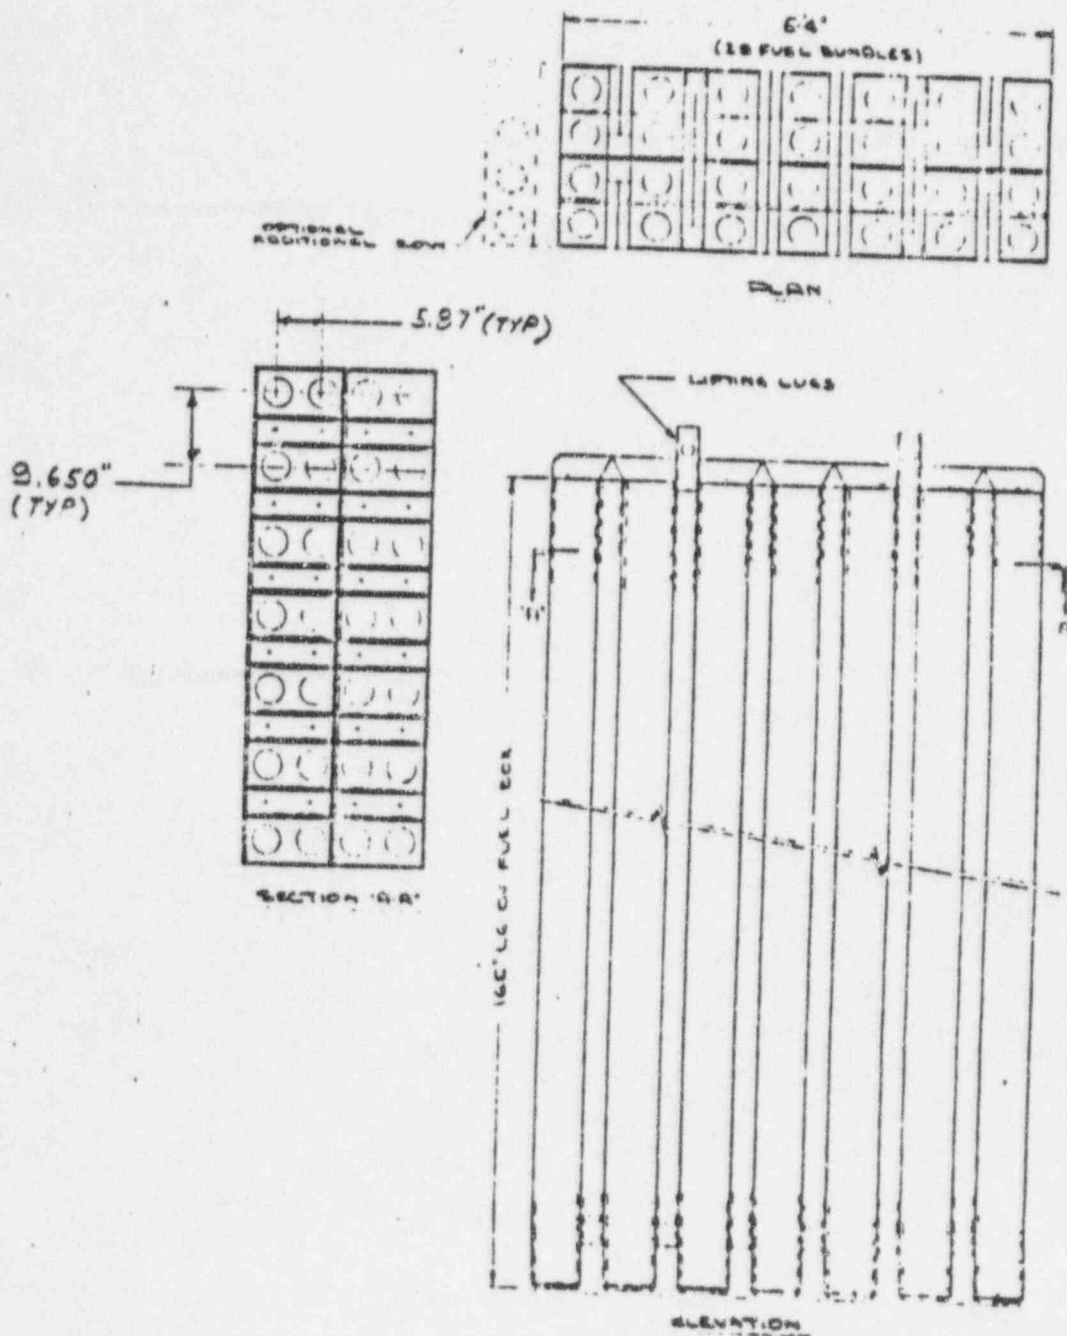 6'4"
(28 FUEL BUNDLES)
OPTIONAL
ADDITIONAL ROW
PLAN
5.87" (TYP)
LIFTING LUGS
9.650"
(TYP)
SECTION 'A-A'
ELEVATION